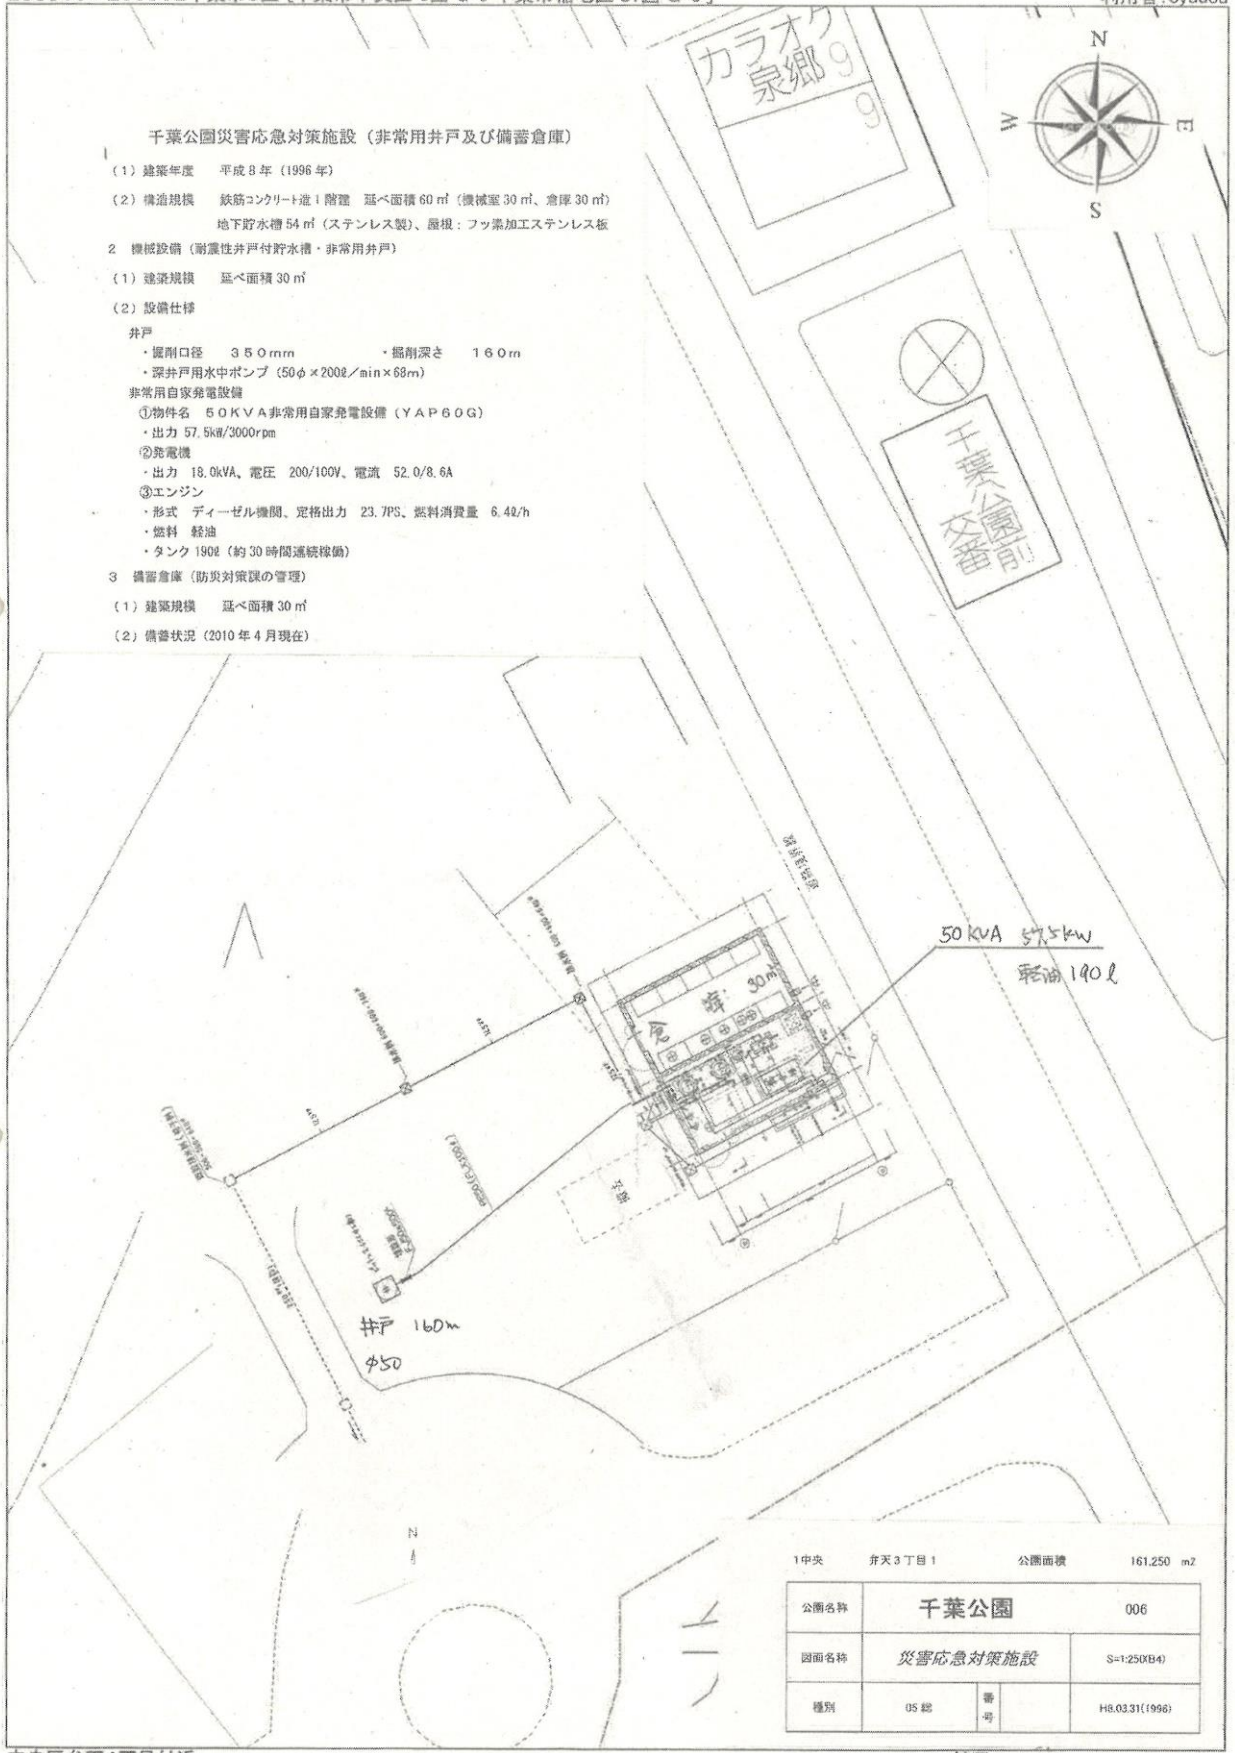 カラオケ
泉郷
9
9
N
W
E
S
千葉公園災害応急対策施設（非常用井戸及び備蓄倉庫）
1
（1）建築年度　平成8年（1996年）
（2）構造規模　鉄筋コンクリート造1階建　延べ面積60㎡（機械室30㎡、倉庫30㎡）
地下貯水槽54㎥（ステンレス製）、屋根：フッ素加工ステンレス板
2　機械設備（耐震性井戸付貯水槽・非常用井戸）
（1）建築規模　延べ面積30㎡
（2）設備仕様
井戸
・掘削口径　350mm　・掘削深さ　160m
・深井戸用水中ポンプ（50φ×200ℓ／min×68m）
非常用自家発電設備
①物件名　50KVA非常用自家発電設備（YAP60G）
・出力 57.5kW/3000rpm
②発電機
・出力　18.0kVA、電圧　200/100V、電流　52.0/8.6A
③エンジン
・形式　ディーゼル機関、定格出力　23.7PS、燃料消費量　6.4ℓ/h
・燃料　軽油
・タンク 190ℓ（約30時間連続稼働）
3　備蓄倉庫（防災対策課の管理）
（1）建築規模　延べ面積30㎡
（2）備蓄状況（2010年4月現在）
千葉公園前
交番
50KVA 57.5kW
軽油 190ℓ
倉庫 30㎡
撤去
井戸 160m
φ50
N
1中央　弁天3丁目1　公園面積　161,250 m2
公園名称　千葉公園　006
図面名称　災害応急対策施設　S=1:250(B4)
種別　05 総　番号　H8.03.31(1996)